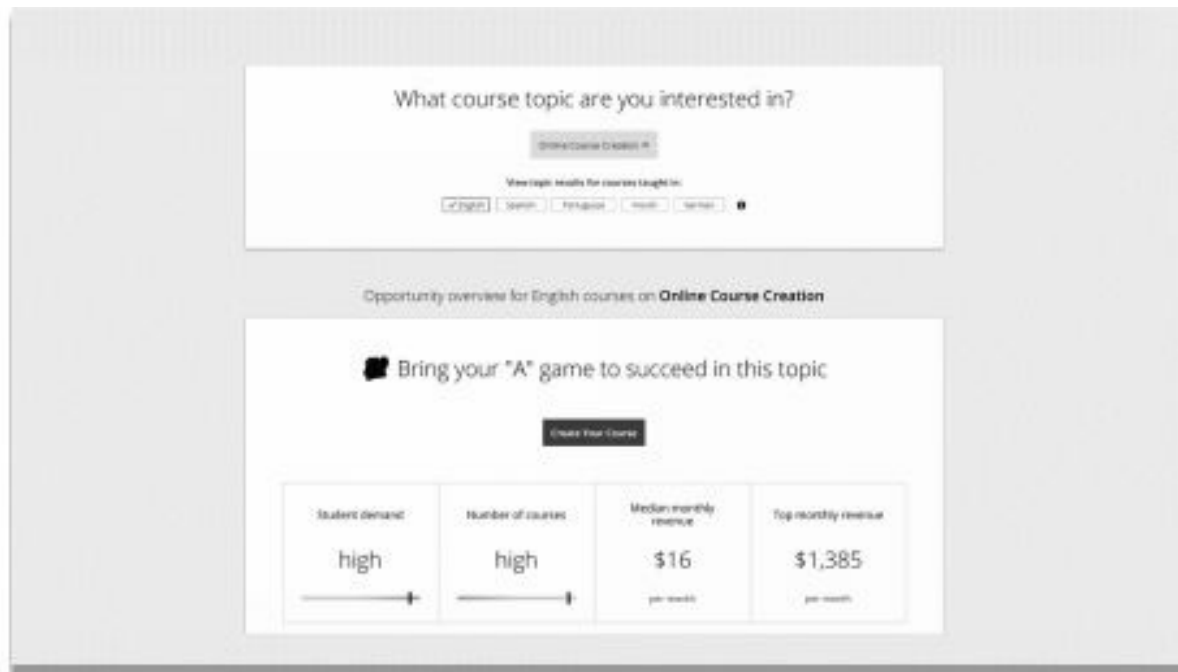 What course topic are you interested in?
Online Course Creation
View topic results for courses taught in:
✓ English Spanish Portuguese French German
Opportunity overview for English courses on Online Course Creation
Bring your "A" game to succeed in this topic
Create Your Course
Student demand Number of courses Median monthly revenue Top monthly revenue
high high $16 $1,385
per month per month